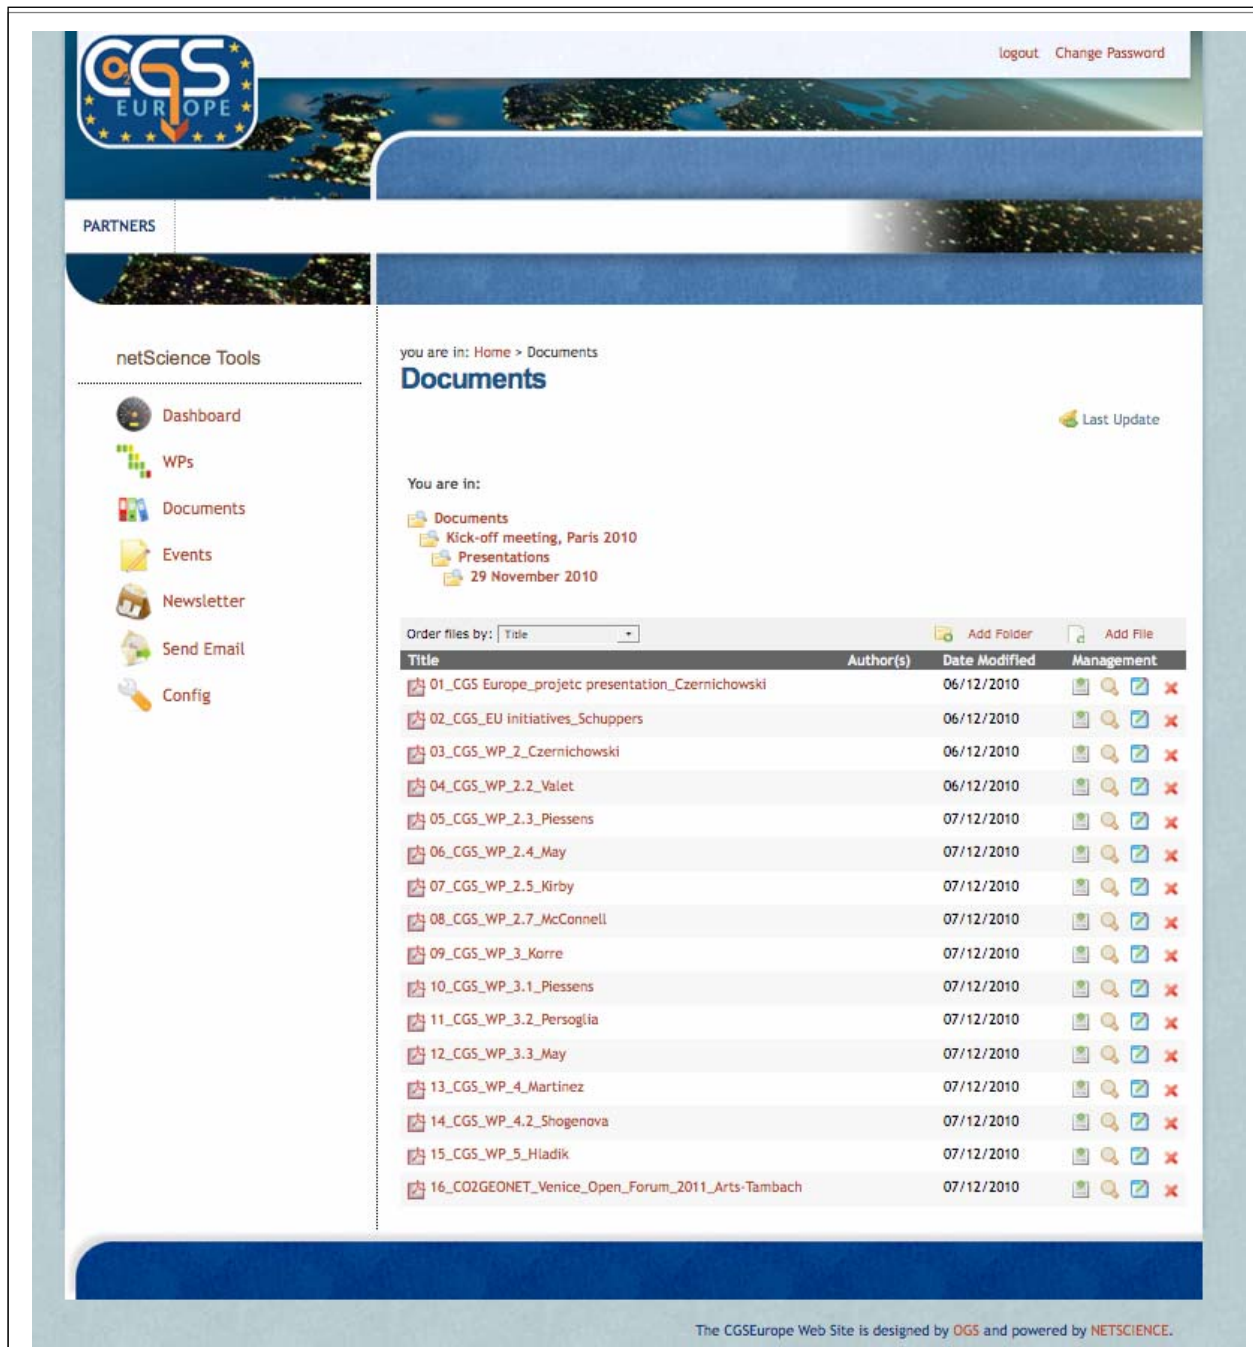 CO2GS
EUROPE
logout Change Password
PARTNERS
netScience Tools
Dashboard
WPs
Documents
Events
Newsletter
Send Email
Config
you are in: Home > Documents
Documents
Last Update
You are in:
Documents
Kick-off meeting, Paris 2010
Presentations
29 November 2010
Order files by: Title Add Folder Add File
Title Author(s) Date Modified Management
01_CGS Europe_projetc presentation_Czernichowski 06/12/2010
02_CGS_EU initiatives_Schuppers 06/12/2010
03_CGS_WP_2_Czernichowski 06/12/2010
04_CGS_WP_2.2_Valet 06/12/2010
05_CGS_WP_2.3_Piessens 07/12/2010
06_CGS_WP_2.4_May 07/12/2010
07_CGS_WP_2.5_Kirby 07/12/2010
08_CGS_WP_2.7_McConnell 07/12/2010
09_CGS_WP_3_Korre 07/12/2010
10_CGS_WP_3.1_Piessens 07/12/2010
11_CGS_WP_3.2_Persoglia 07/12/2010
12_CGS_WP_3.3_May 07/12/2010
13_CGS_WP_4_Martinez 07/12/2010
14_CGS_WP_4.2_Shogenova 07/12/2010
15_CGS_WP_5_Hladik 07/12/2010
16_CO2GEONET_Venice_Open_Forum_2011_Arts-Tambach 07/12/2010
The CGSEurope Web Site is designed by OGS and powered by NETSCIENCE.